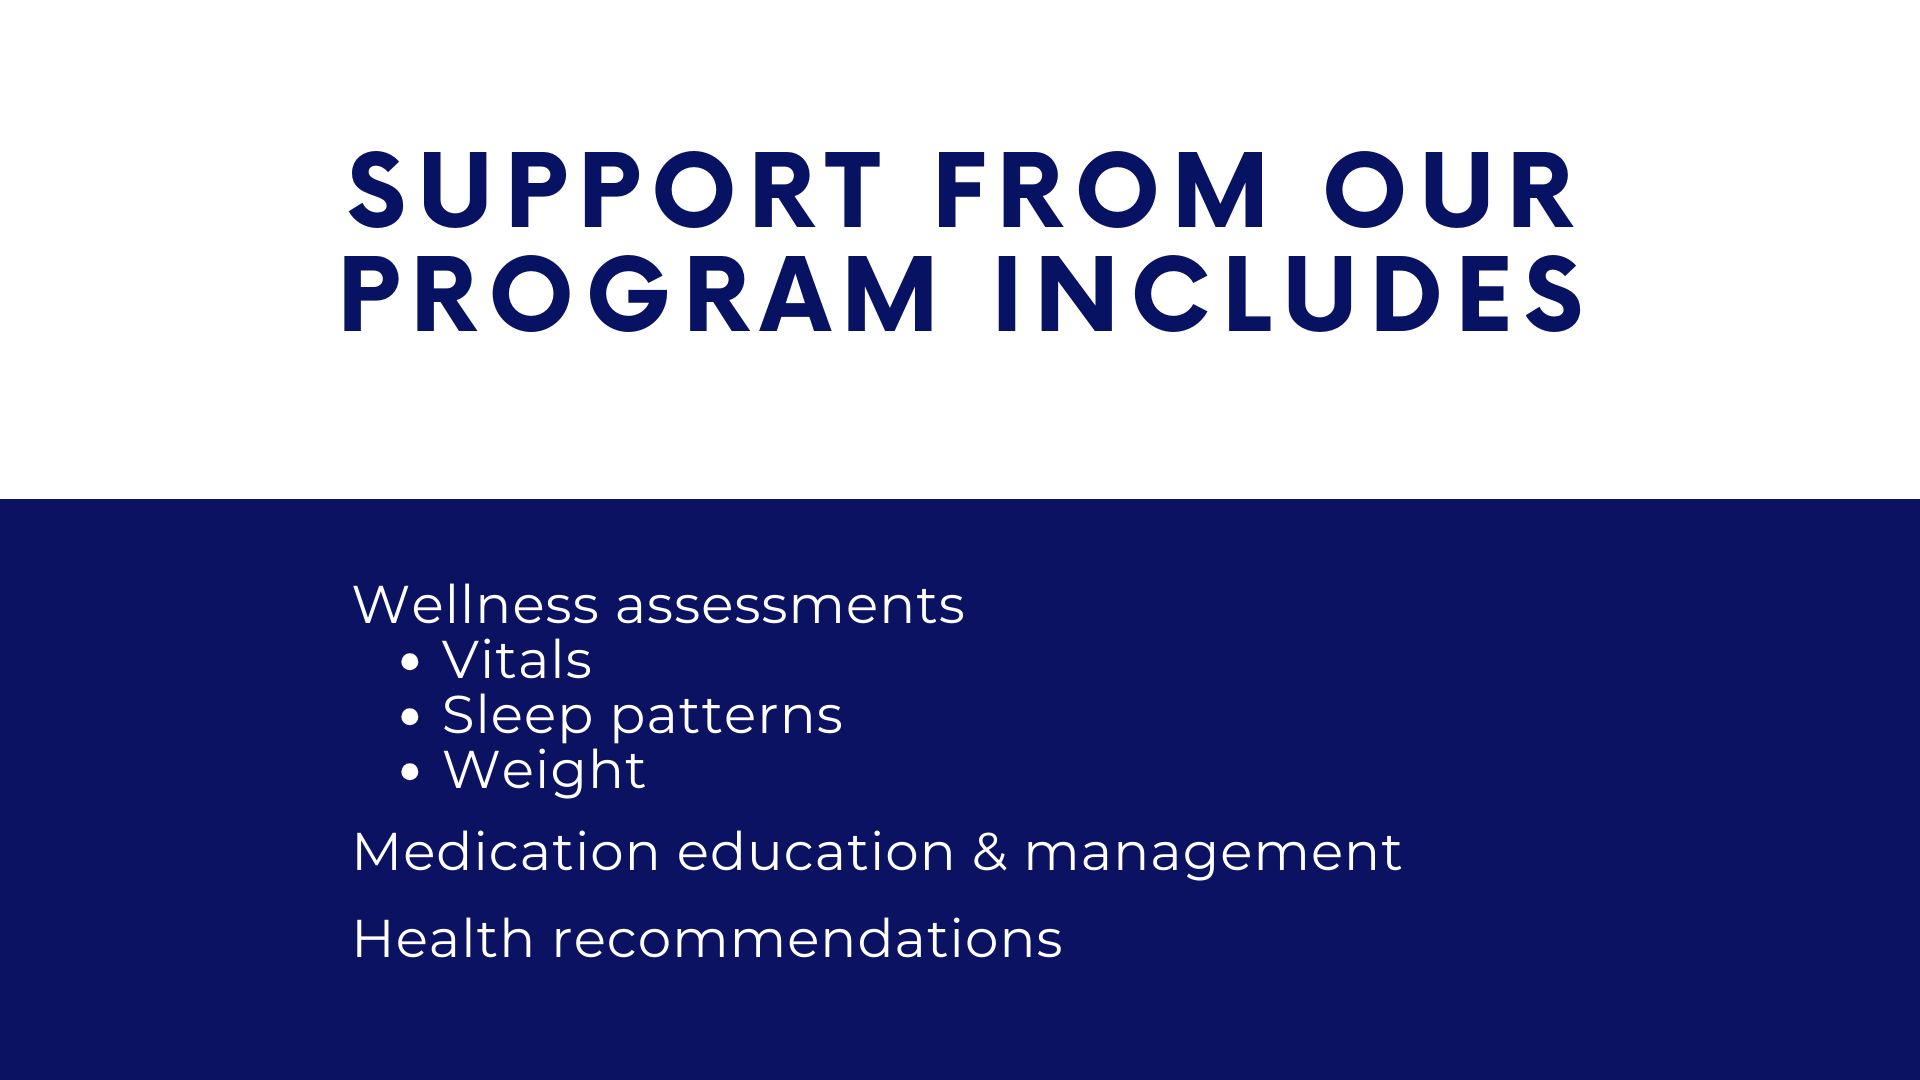 SUPPORT FROM OUR
PROGRAM INCLUDES
Wellness assessments
• Vitals
• Sleep patterns
• Weight
Medication education & management
Health recommendations